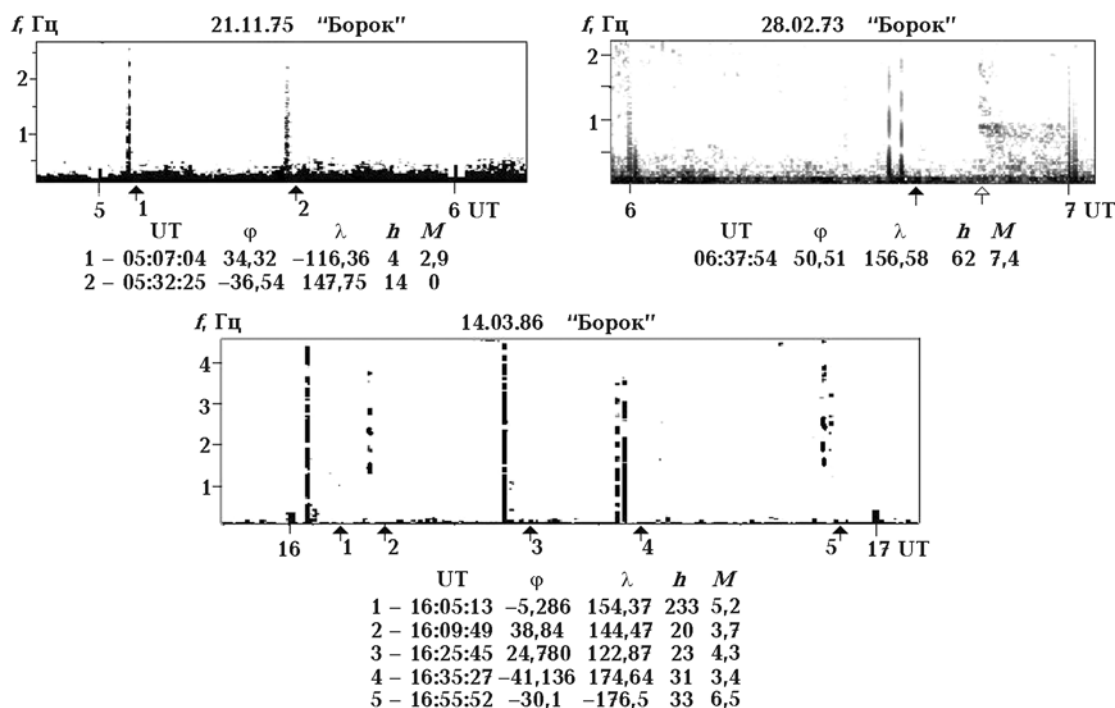 f, Гц 21.11.75 “Борок”
2
1
5 1 2 6 UT
UT φ λ h M
1 – 05:07:04 34,32 –116,36 4 2,9
2 – 05:32:25 –36,54 147,75 14 0
f, Гц 28.02.73 “Борок”
2
1
6 7 UT
UT φ λ h M
06:37:54 50,51 156,58 62 7,4
f, Гц 14.03.86 “Борок”
4
3
2
1
16 1 2 3 4 5 17 UT
UT φ λ h M
1 – 16:05:13 –5,286 154,37 233 5,2
2 – 16:09:49 38,84 144,47 20 3,7
3 – 16:25:45 24,780 122,87 23 4,3
4 – 16:35:27 –41,136 174,64 31 3,4
5 – 16:55:52 –30,1 –176,5 33 6,5